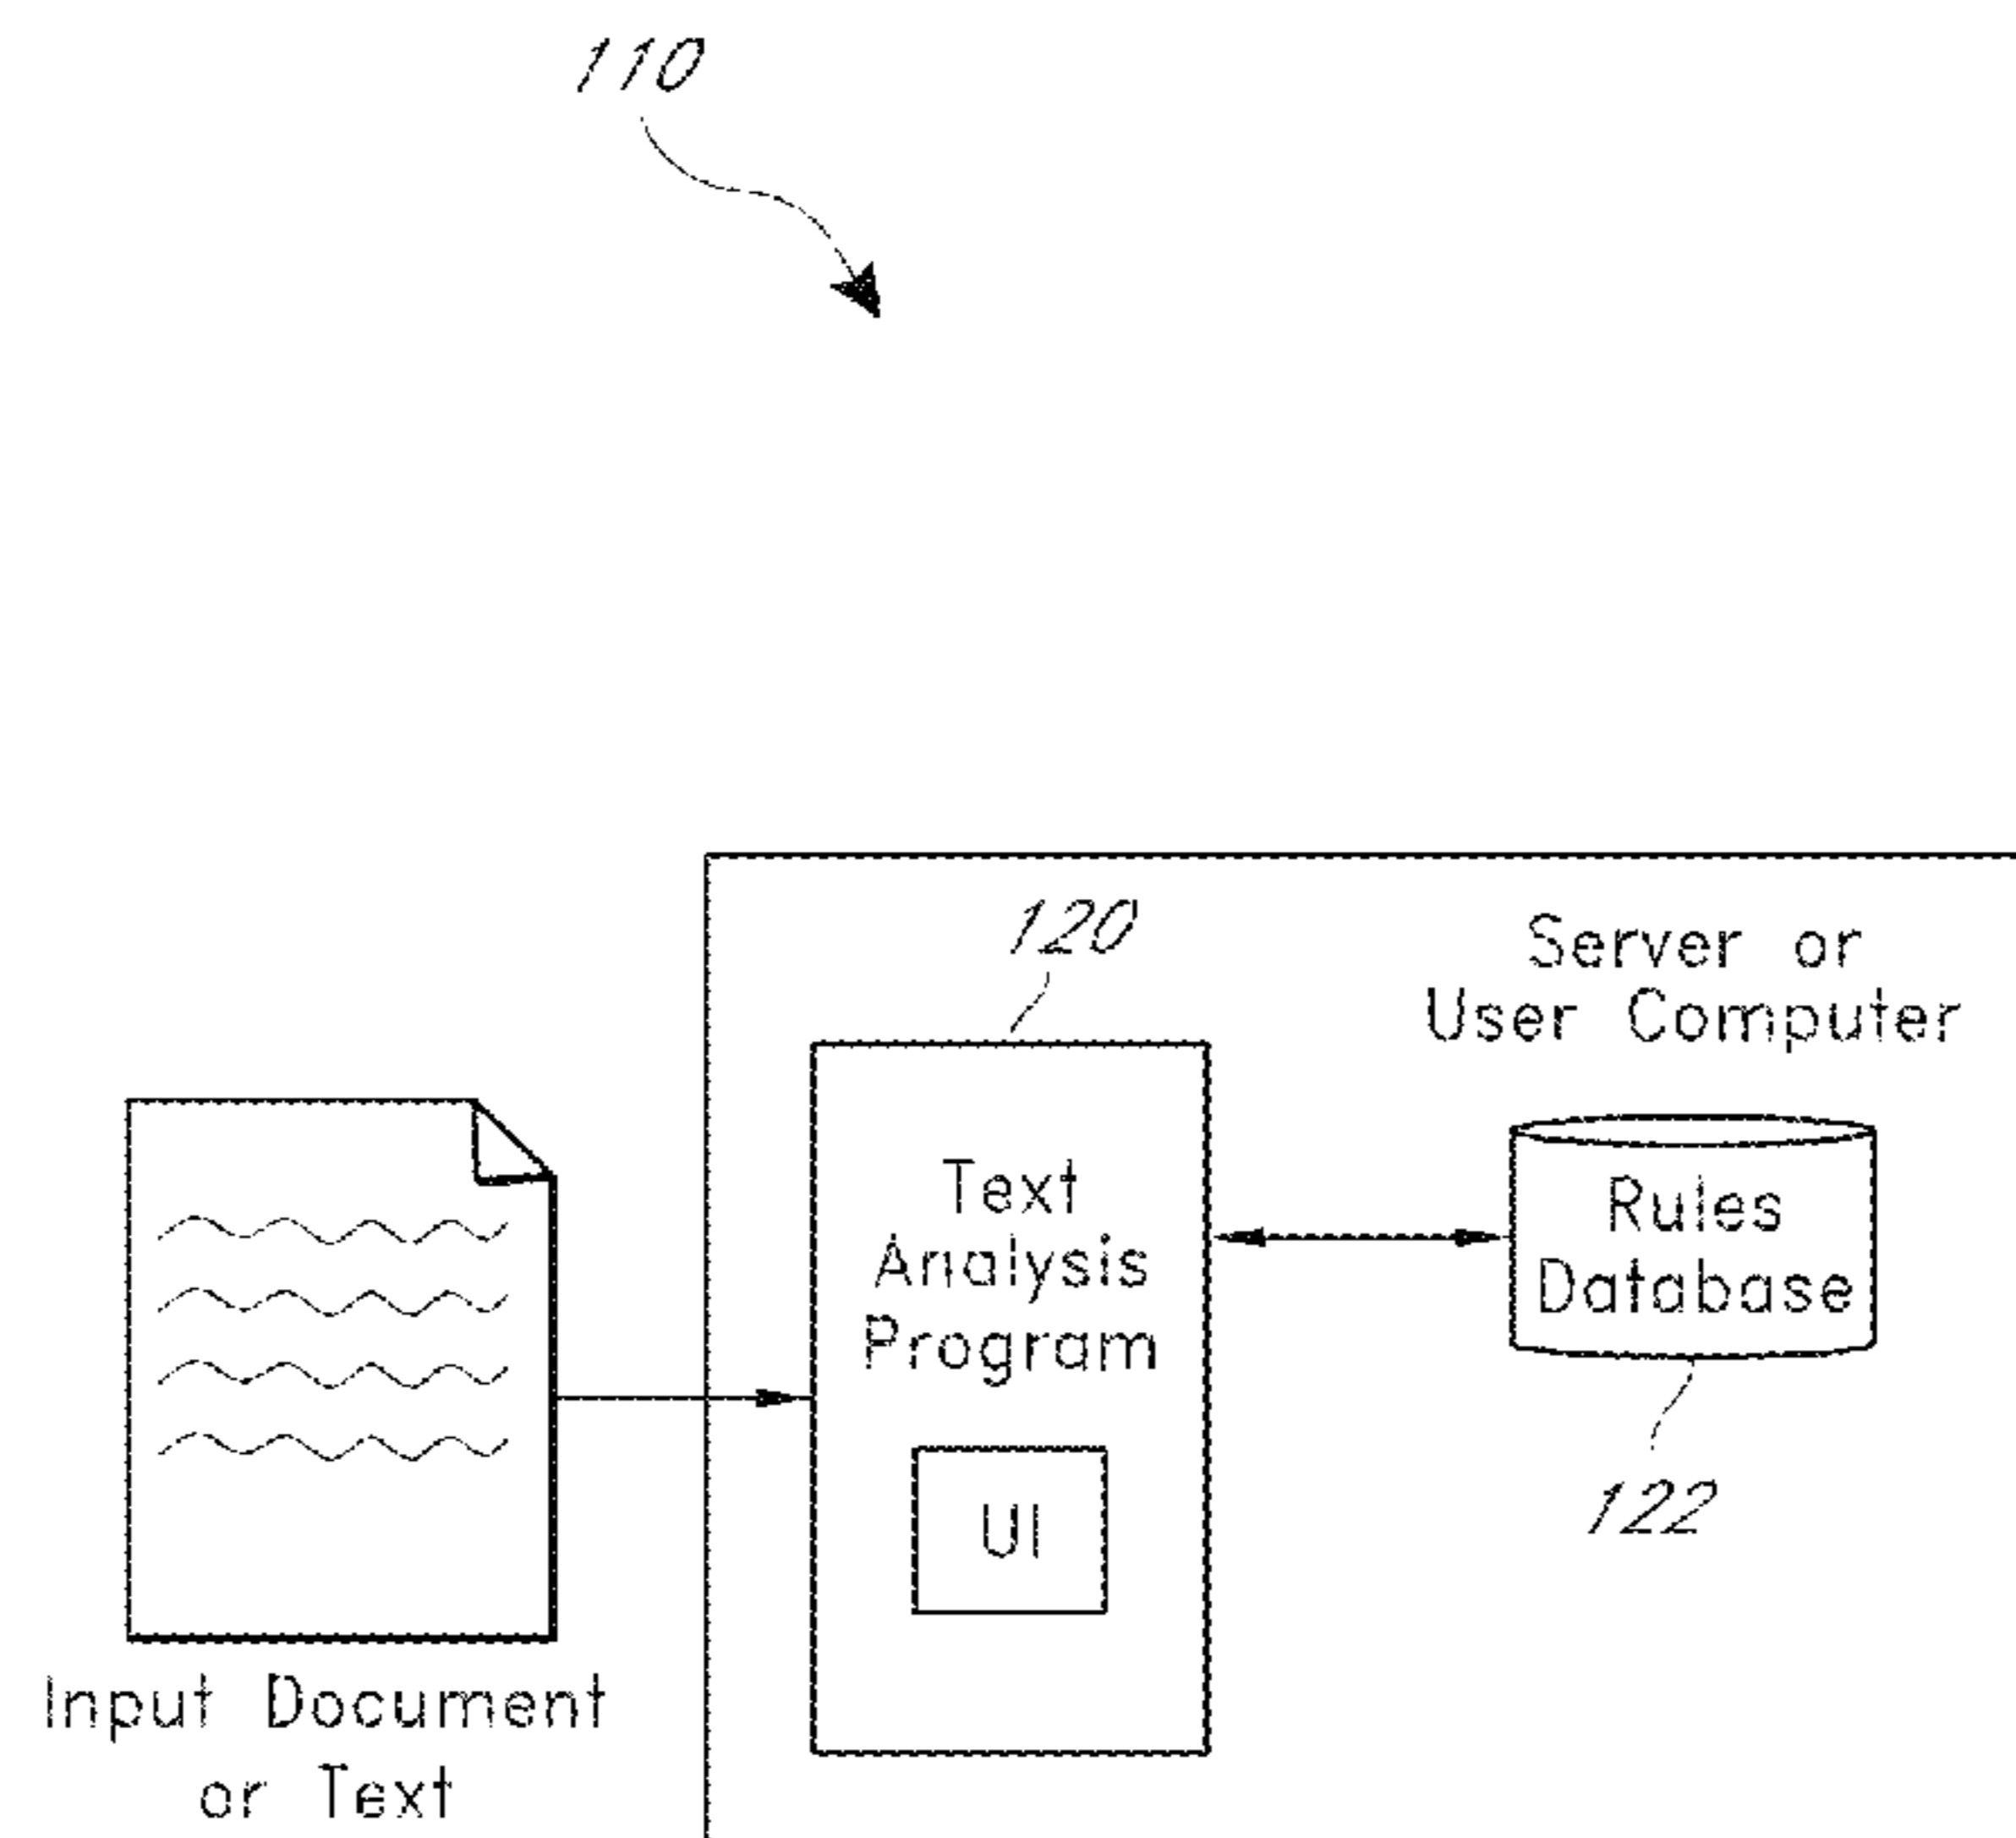 110
120
Server or
User Computer
Text
Analysis
Program
Rules
Database
UI
122
Input Document
or Text